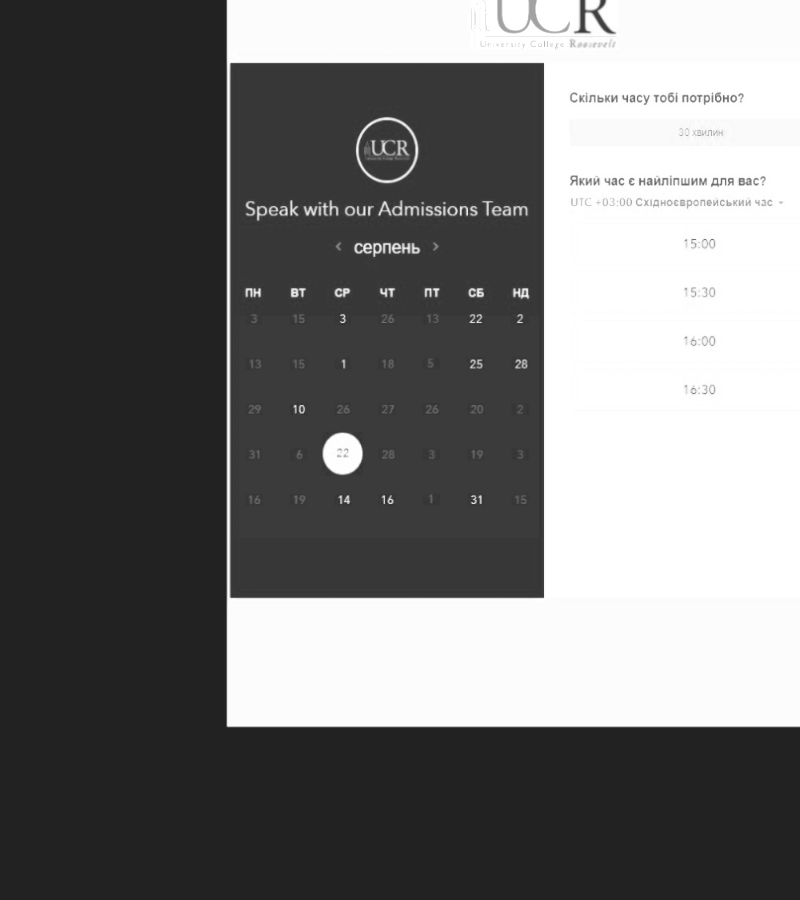 UCR
University College Roosevelt
UCR
Speak with our Admissions Team
< серпень >
ПН ВТ СР ЧТ ПТ СБ НД
3 15 3 26 13 22 2
13 15 1 18 5 25 28
29 10 26 27 26 20 2
31 6 22 28 3 19 3
16 19 14 16 1 31 15
Скільки часу тобі потрібно?
30 хвилин
Який час є найліпшим для вас?
UTC +03:00 Східноєвропейський час
15:00
15:30
16:00
16:30